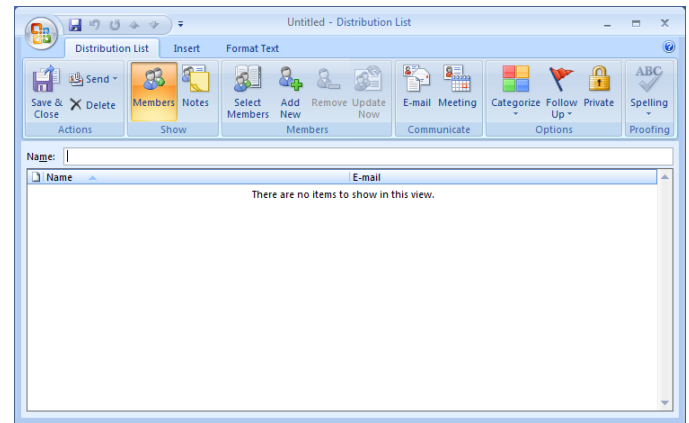 Untitled - Distribution List
Distribution List Insert Format Text
Save & Close
Send
Delete
Actions
Members Notes
Show
Select Members
Add New
Remove
Update Now
Members
E-mail Meeting
Communicate
Categorize
Follow Up
Private
Options
ABC
Spelling
Proofing
Name:
Name E-mail
There are no items to show in this view.